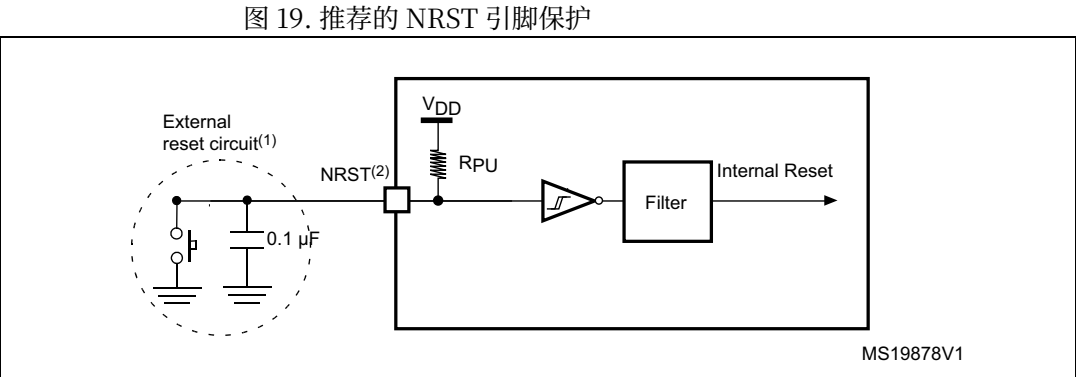 图 19. 推荐的 NRST 引脚保护
VDD
External
reset circuit(1)
NRST(2)
RPU
Internal Reset
Filter
0.1 µF
MS19878V1